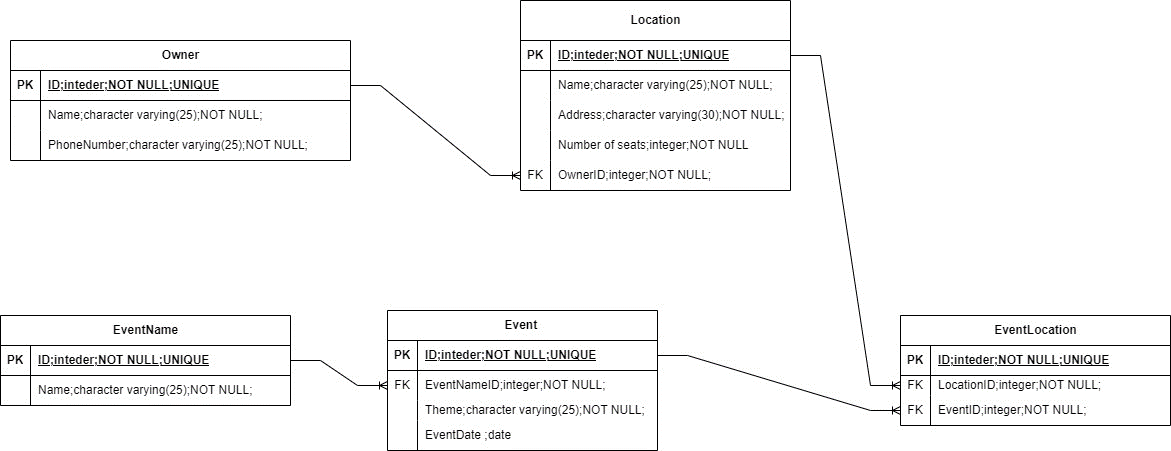 Location
PK ID;inteder;NOT NULL;UNIQUE
Name;character varying(25);NOT NULL;
Address;character varying(30);NOT NULL;
Number of seats;integer;NOT NULL
FK OwnerID;integer;NOT NULL;
Owner
PK ID;inteder;NOT NULL;UNIQUE
Name;character varying(25);NOT NULL;
PhoneNumber;character varying(25);NOT NULL;
EventName
PK ID;inteder;NOT NULL;UNIQUE
Name;character varying(25);NOT NULL;
Event
PK ID;inteder;NOT NULL;UNIQUE
FK EventNameID;integer;NOT NULL;
Theme;character varying(25);NOT NULL;
EventDate ;date
EventLocation
PK ID;inteder;NOT NULL;UNIQUE
FK LocationID;integer;NOT NULL;
FK EventID;integer;NOT NULL;